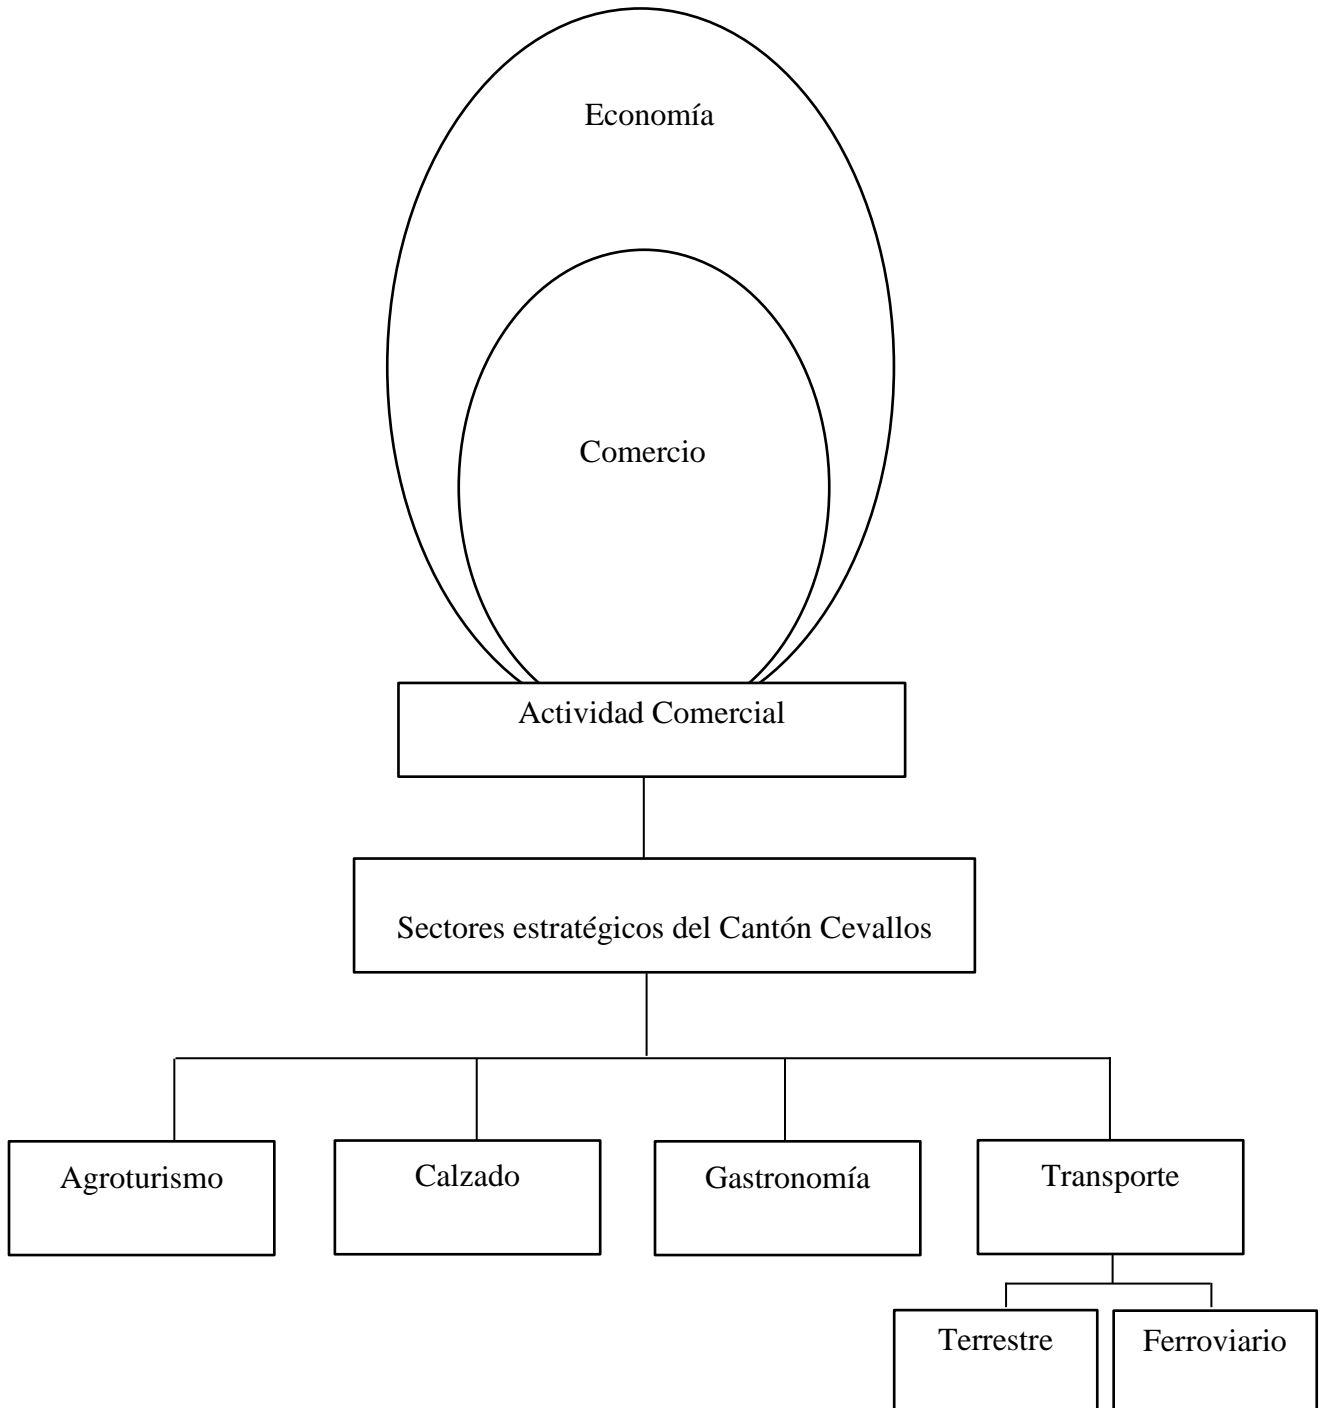 Economía
Comercio
Actividad Comercial
Sectores estratégicos del Cantón Cevallos
Agroturismo
Calzado
Gastronomía
Transporte
Terrestre
Ferroviario